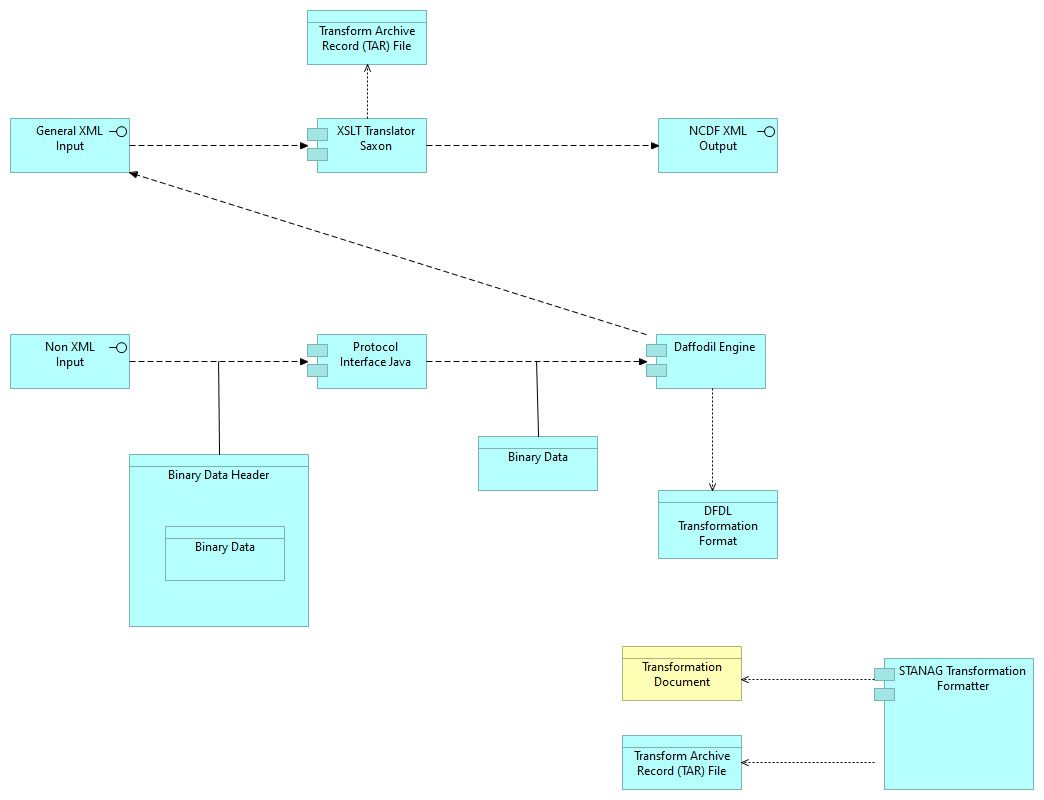 Transform Archive
Record (TAR) File
General XML
Input
XSLT Translator
Saxon
NCDF XML
Output
Non XML
Input
Protocol
Interface Java
Daffodil Engine
Binary Data Header
Binary Data
Binary Data
DFDL
Transformation
Format
Transformation
Document
STANAG Transformation
Formatter
Transform Archive
Record (TAR) File